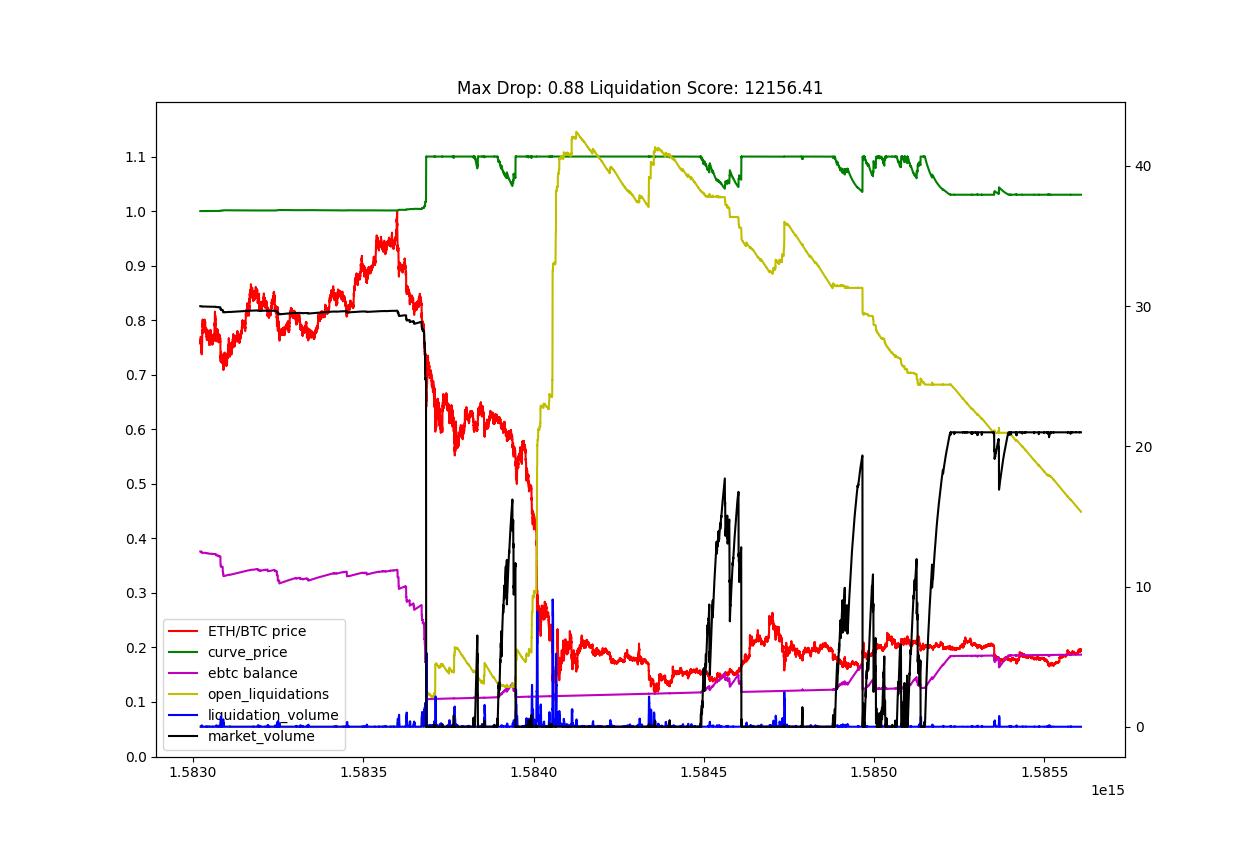 Max Drop: 0.88 Liquidation Score: 12156.41
1.1
1.0
0.9
0.8
0.7
0.6
0.5
0.4
0.3
0.2
0.1
0.0
40
30
20
10
0
ETH/BTC price
curve_price
ebtc balance
open_liquidations
liquidation_volume
market_volume
1.5830 1.5835 1.5840 1.5845 1.5850 1.5855
1e15